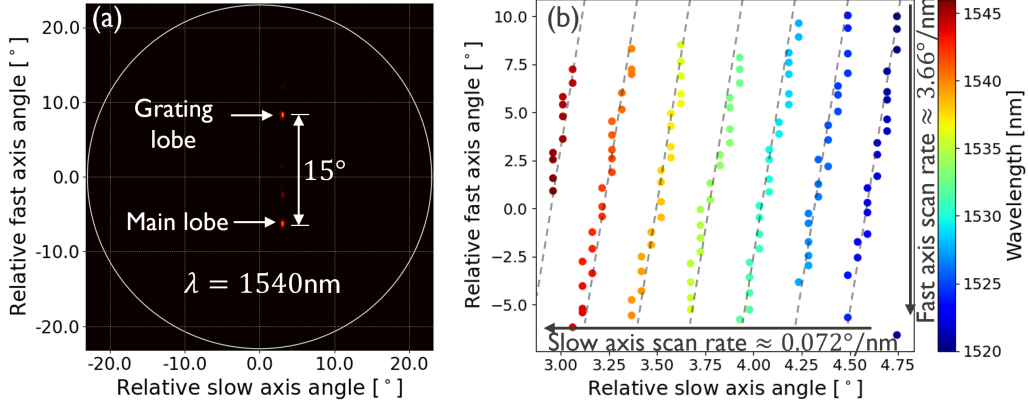 (a)
20.0
10.0
0.0
-10.0
-20.0
Relative fast axis angle [°]
Grating
lobe
15°
Main lobe
λ = 1540nm
-20.0
-10.0
0.0
10.0
20.0
Relative slow axis angle [°]
(b)
10.0
7.5
5.0
2.5
0.0
−2.5
−5.0
Relative fast axis angle [°]
Slow axis scan rate ≈ 0.072°/nm
Fast axis scan rate ≈ 3.66°/nm
3.00
3.25
3.50
3.75
4.00
4.25
4.50
4.75
Relative slow axis angle [°]
1545
1540
1535
1530
1525
1520
Wavelength [nm]